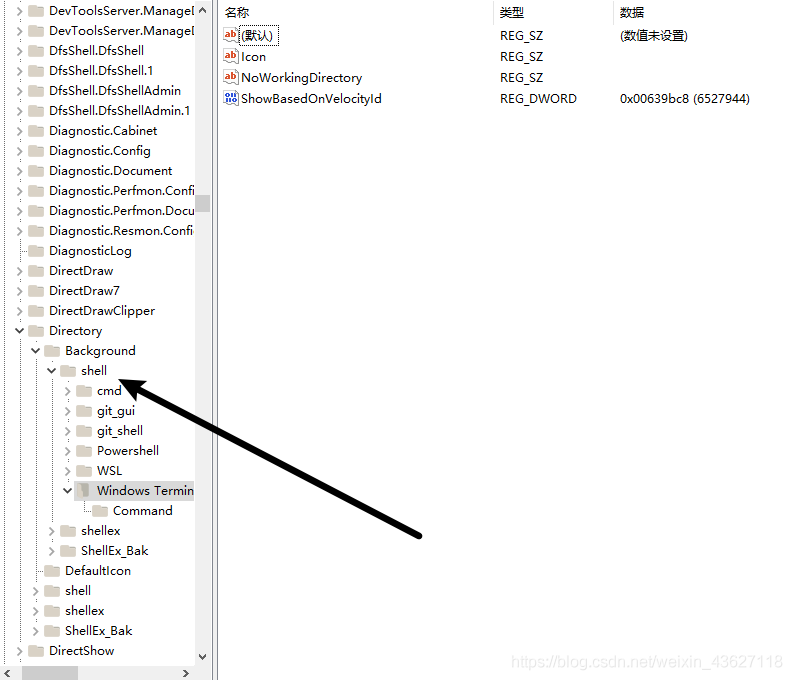 DevToolsServer.ManageD
DevToolsServer.ManageD
DfsShell.DfsShell
DfsShell.DfsShell.1
DfsShell.DfsShellAdmin
DfsShell.DfsShellAdmin.1
Diagnostic.Cabinet
Diagnostic.Config
Diagnostic.Document
Diagnostic.Perfmon.Confi
Diagnostic.Perfmon.Docu
Diagnostic.Resmon.Confi
DiagnosticLog
DirectDraw
DirectDraw7
DirectDrawClipper
Directory
Background
shell
cmd
git_gui
git_shell
Powershell
WSL
Windows Termin
Command
shellex
ShellEx_Bak
DefaultIcon
shell
shellex
ShellEx_Bak
DirectShow
名称 类型 数据
(默认) REG_SZ (数值未设置)
Icon REG_SZ
NoWorkingDirectory REG_SZ
ShowBasedOnVelocityId REG_DWORD 0x00639bc8 (6527944)
https://blog.csdn.net/weixin_43627118